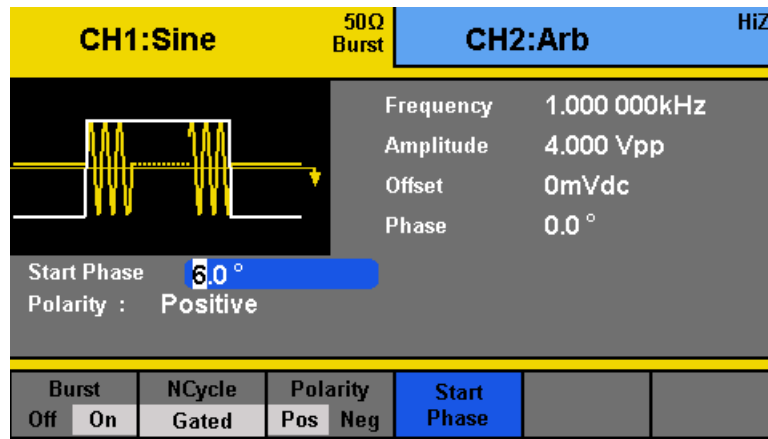 CH1:Sine
50Ω
Burst
CH2:Arb
HiZ
Frequency 1.000 000kHz
Amplitude 4.000 Vpp
Offset 0mVdc
Phase 0.0 °
Start Phase 6.0 °
Polarity : Positive
Burst
Off On
NCycle
Gated
Polarity
Pos Neg
Start
Phase